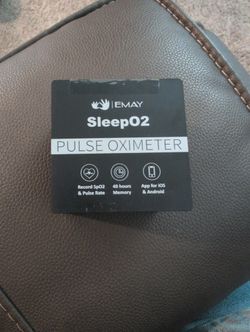 EMAY
SleepO2
PULSE OXIMETER
Record SpO2
& Pulse Rate
48 hours
Memory
App for iOS
& Android